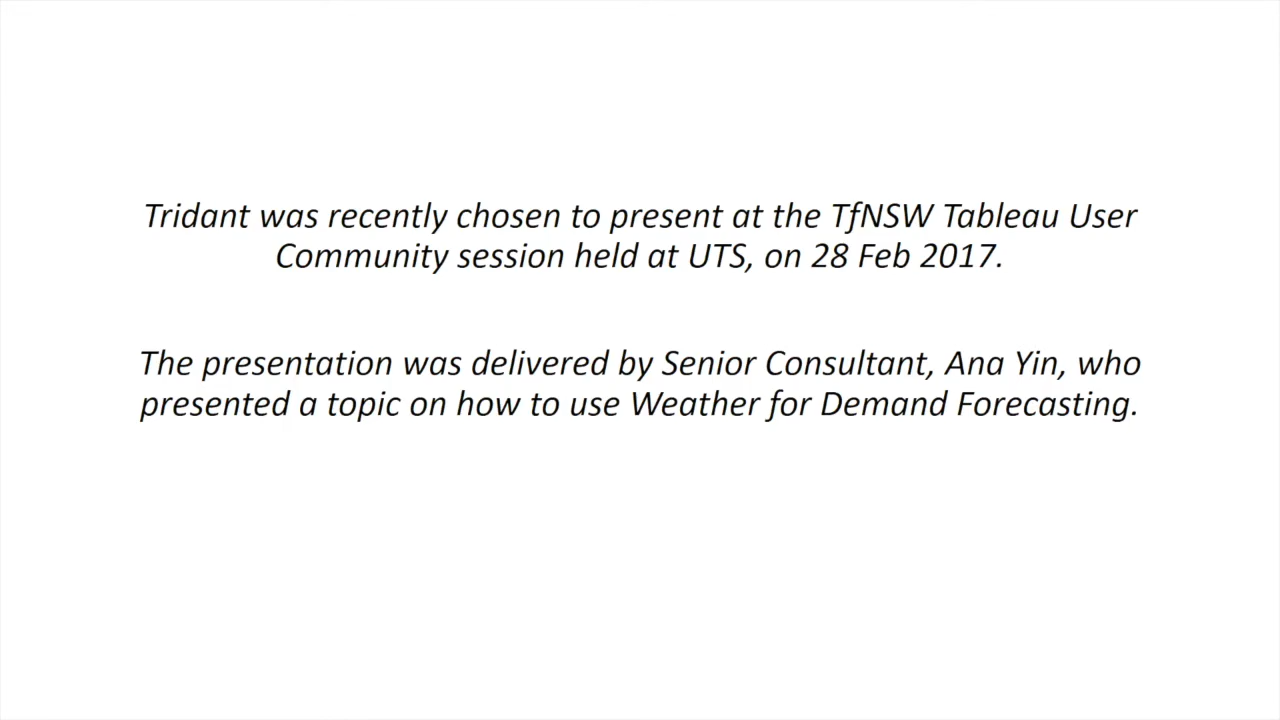 Tridant was recently chosen to present at the TfNSW Tableau User
Community session held at UTS, on 28 Feb 2017.
The presentation was delivered by Senior Consultant, Ana Yin, who
presented a topic on how to use Weather for Demand Forecasting.